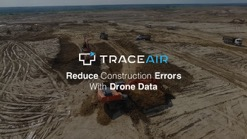 TRACEAIR
Reduce Construction Errors
With Drone Data